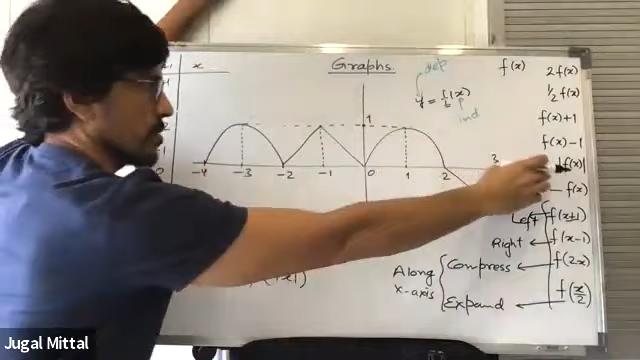 x
Graphs.
dep
y = f(x)
ind
f(x)
2f(x)
1/2 f(x)
f(x)+1
f(x)-1
|f(x)|
- f(x)
Left ← f(x+1)
Right ← f(x-1)
Along
x-axis
Compress ← f(2x)
Expand ← f(x/2)
1
-4 -3 -2 -1 0 1 2 3
Jugal Mittal